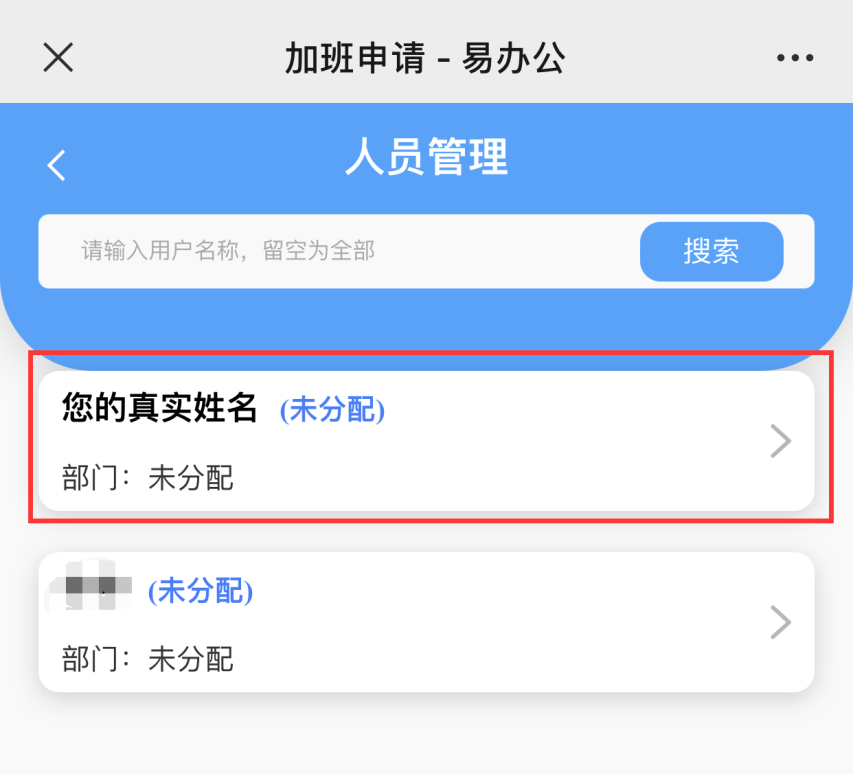 加班申请 - 易办公
人员管理
请输入用户名称，留空为全部
搜索
您的真实姓名 (未分配)
部门：未分配
(未分配)
部门：未分配